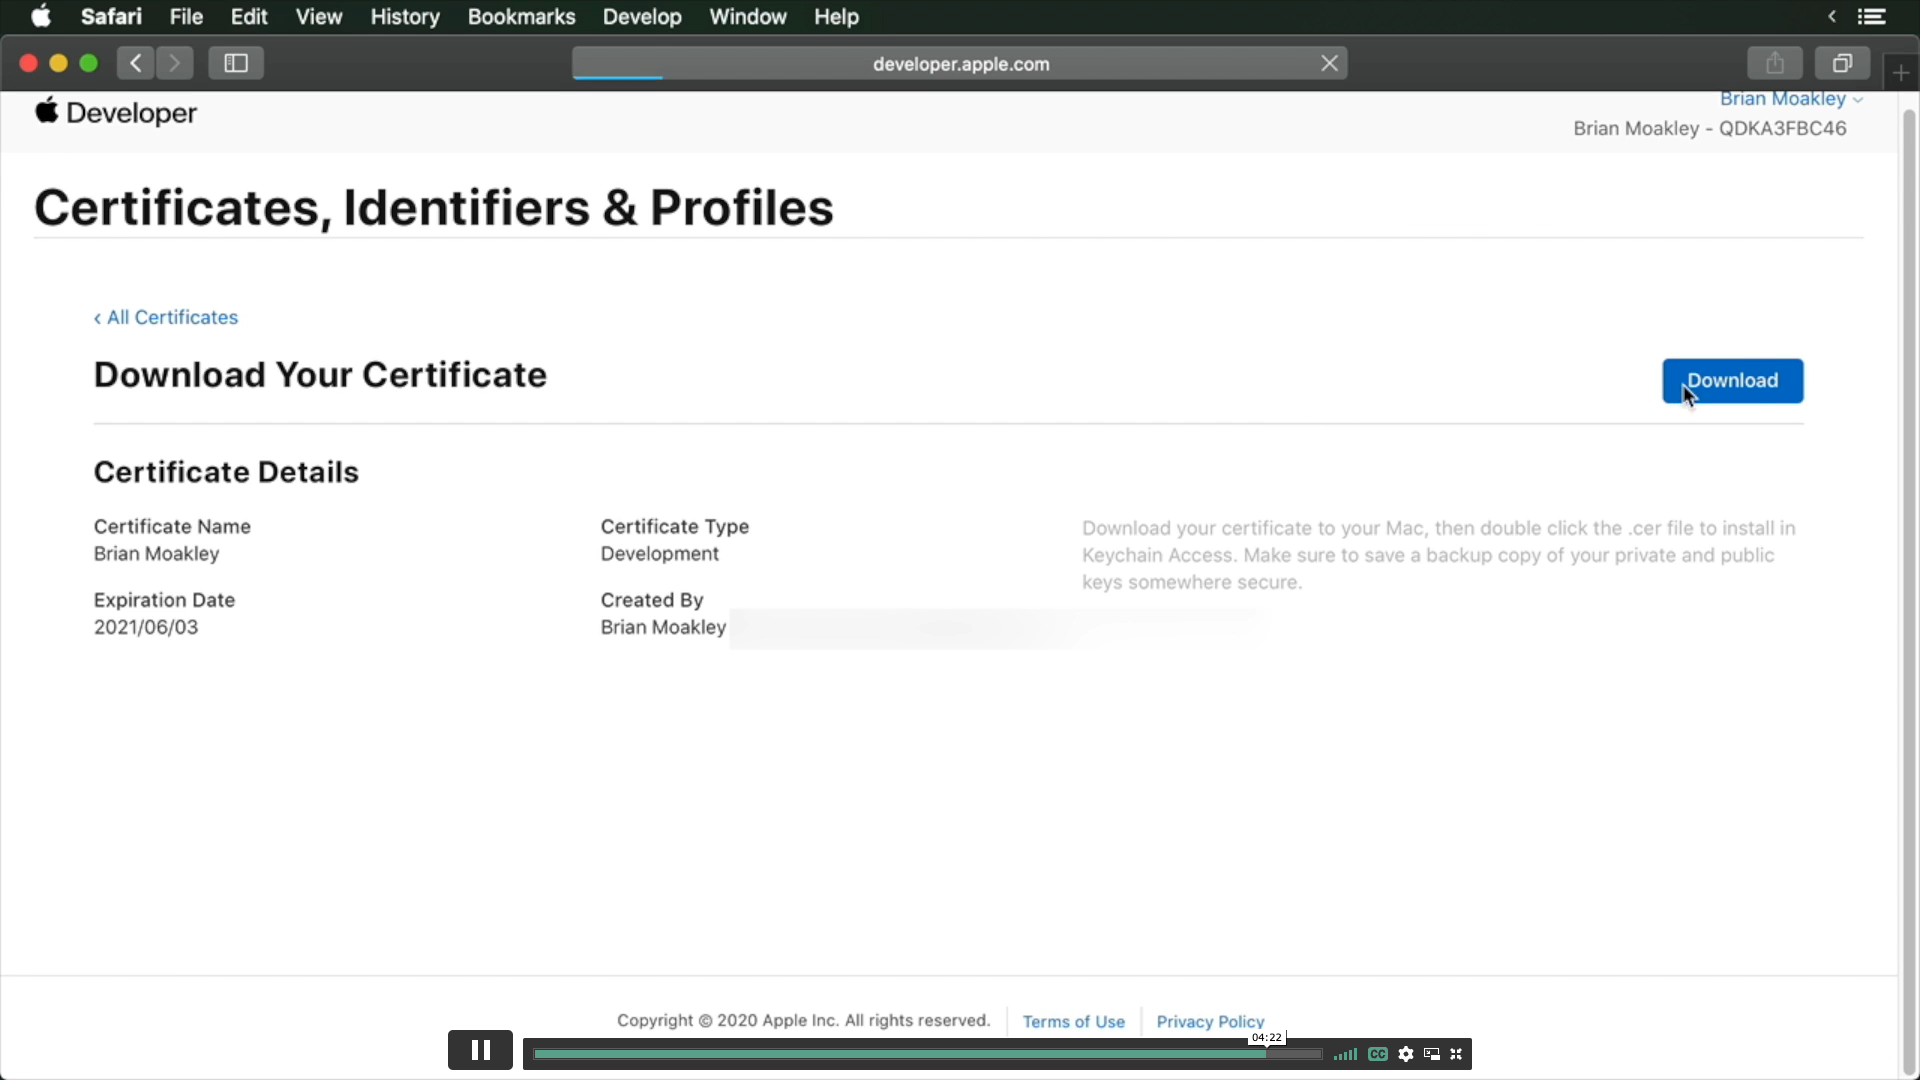 Safari File Edit View History Bookmarks Develop Window Help
developer.apple.com
Developer
Brian Moakley
Brian Moakley - QDKA3FBC46
Certificates, Identifiers & Profiles
‹ All Certificates
Download Your Certificate
Download
Certificate Details
Certificate Name
Brian Moakley
Certificate Type
Development
Download your certificate to your Mac, then double click the .cer file to install in
Keychain Access. Make sure to save a backup copy of your private and public
keys somewhere secure.
Expiration Date
2021/06/03
Created By
Brian Moakley
Copyright © 2020 Apple Inc. All rights reserved.
Terms of Use
Privacy Policy
04:22
CC